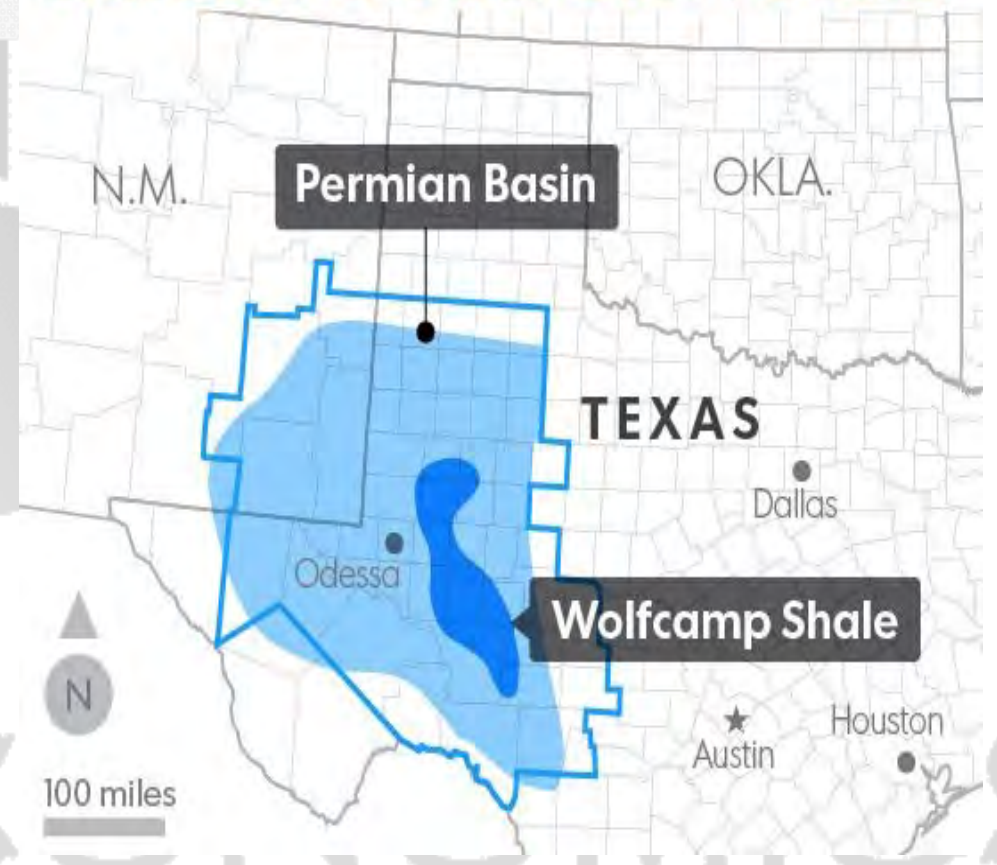 N.M.
Permian Basin
OKLA.
TEXAS
Dallas
Odessa
Wolfcamp Shale
N
Houston
Austin
100 miles